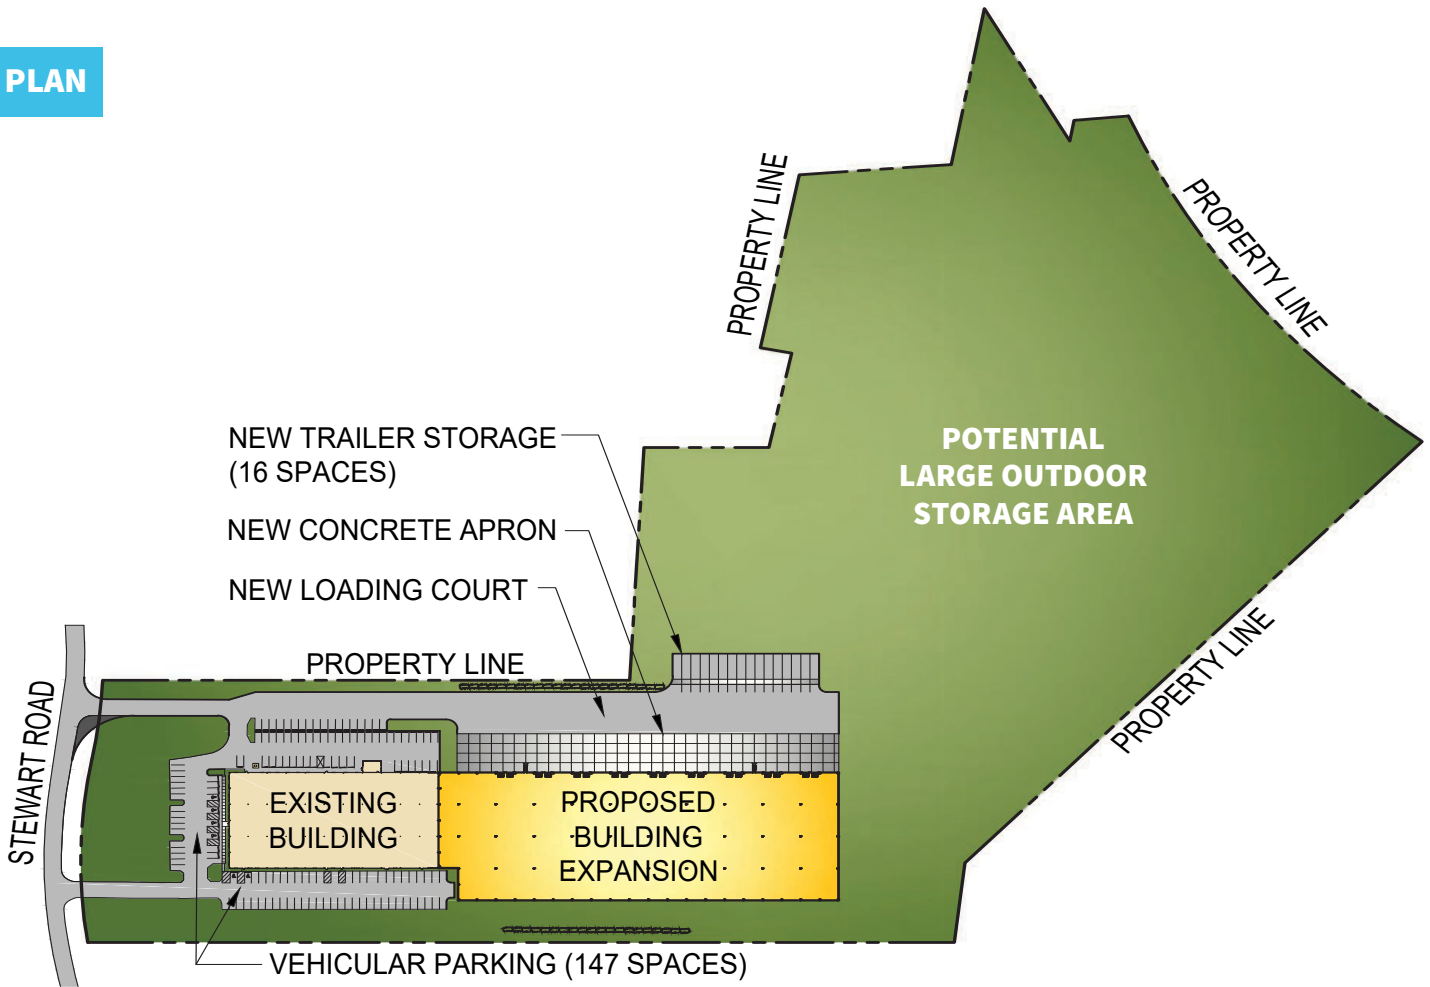 PLAN
PROPERTY LINE
PROPERTY LINE
NEW TRAILER STORAGE
(16 SPACES)
POTENTIAL
LARGE OUTDOOR
STORAGE AREA
NEW CONCRETE APRON
NEW LOADING COURT
PROPERTY LINE
PROPERTY LINE
STEWART ROAD
EXISTING
BUILDING
PROPOSED
BUILDING
EXPANSION
VEHICULAR PARKING (147 SPACES)